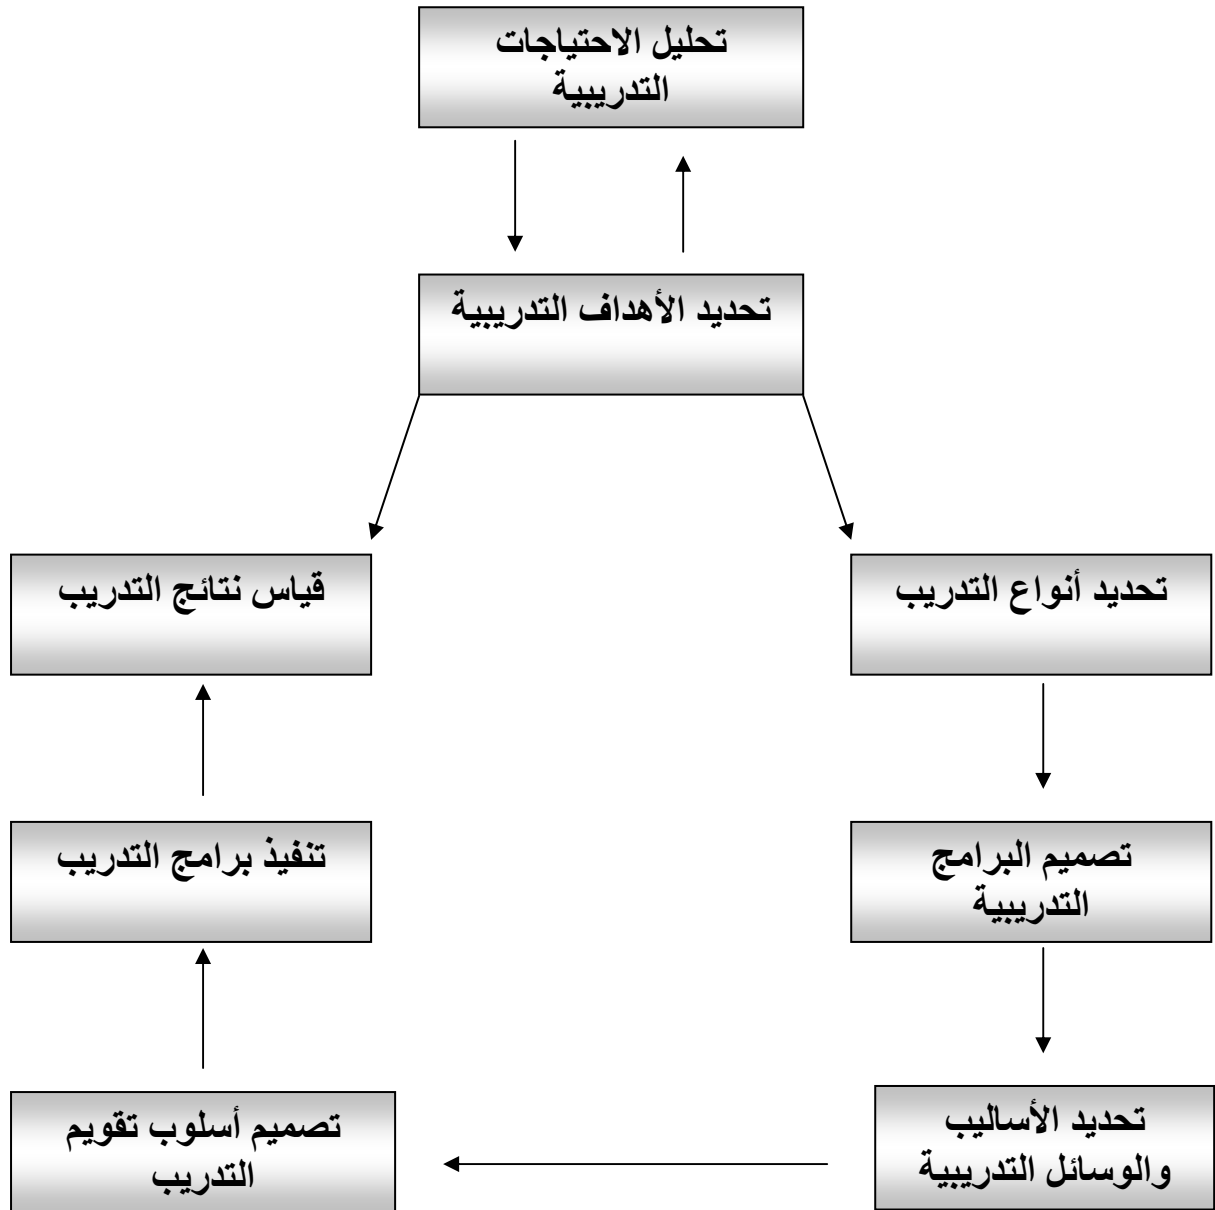 تحليل الاحتياجات
التدريبية
تحديد الأهداف التدريبية
تحديد أنواع التدريب
قياس نتائج التدريب
تصميم البرامج
التدريبية
تنفيذ برامج التدريب
تحديد الأساليب
والوسائل التدريبية
تصميم أسلوب تقويم
التدريب